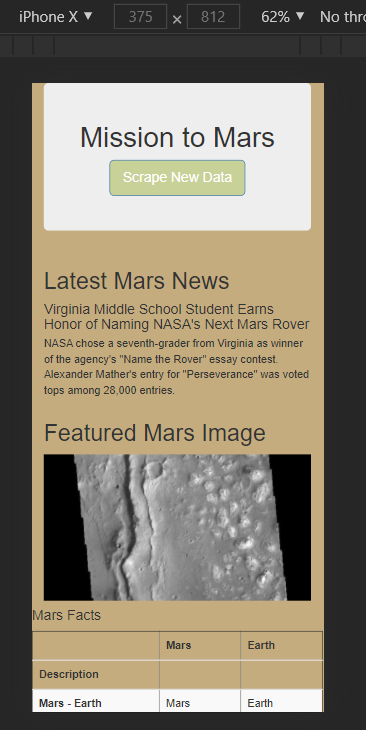 iPhone X ▼ 375 × 812 62% ▼ No thro
Mission to Mars
Scrape New Data
Latest Mars News
Virginia Middle School Student Earns
Honor of Naming NASA's Next Mars Rover
NASA chose a seventh-grader from Virginia as winner
of the agency's "Name the Rover" essay contest.
Alexander Mather's entry for "Perseverance" was voted
tops among 28,000 entries.
Featured Mars Image
Mars Facts
Mars Earth
Description
Mars - Earth Mars Earth